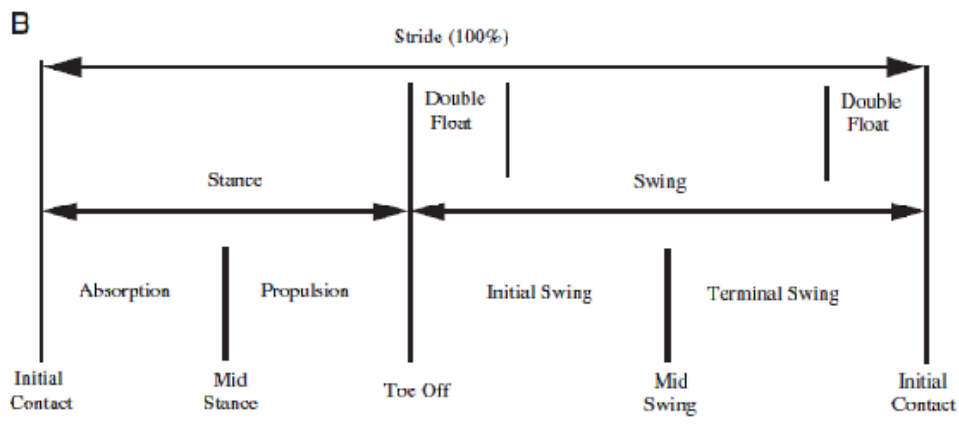 B
Stride (100%)
Double
Float
Double
Float
Stance
Swing
Absorption
Propulsion
Initial Swing
Terminal Swing
Initial
Contact
Mid
Stance
Toe Off
Mid
Swing
Initial
Contact